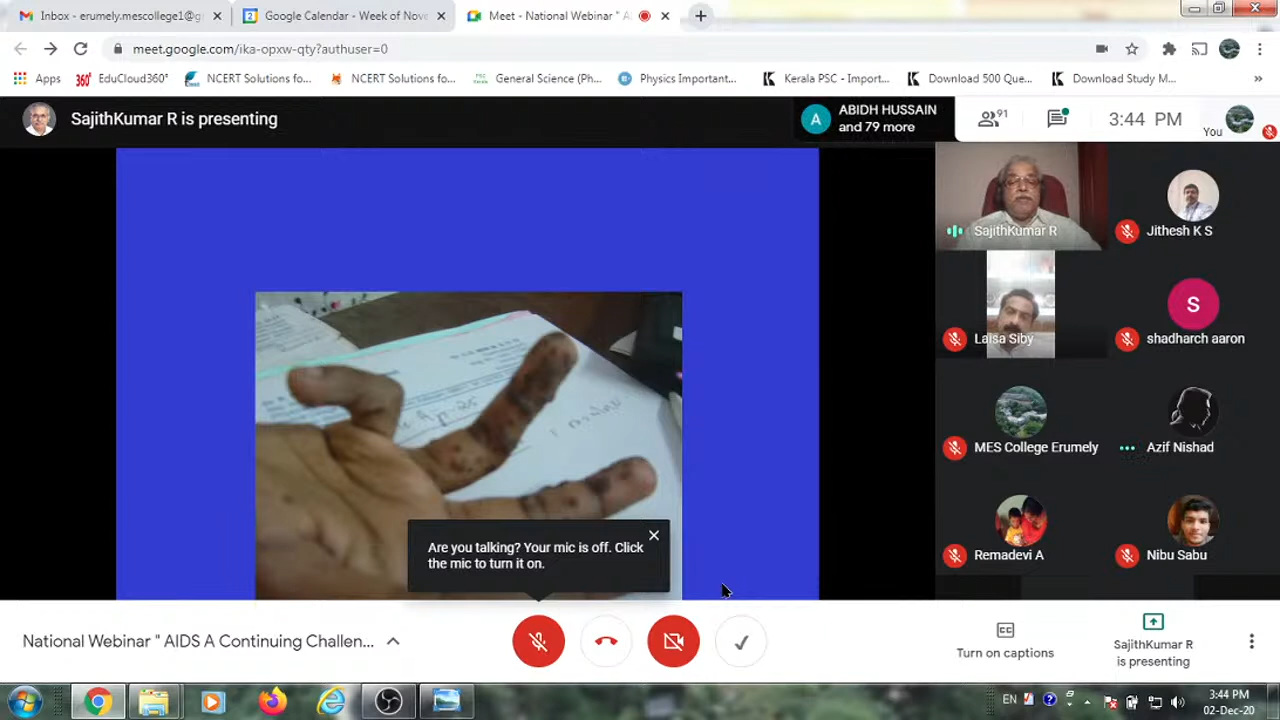 Inbox - erumely.mescollege1@g
Google Calendar - Week of Nove
Meet - National Webinar " A
meet.google.com/ika-opxw-qty?authuser=0
Apps
360°
EduCloud360°
NCERT Solutions fo...
NCERT Solutions fo...
General Science (Ph...
Physics Important...
Kerala PSC - Import...
Download 500 Que...
Download Study M...
»
SajithKumar R is presenting
A
ABIDH HUSSAIN
and 79 more
91
3:44 PM
You
SajithKumar R
Jithesh K S
Laisa Siby
S
shadharch aaron
MES College Erumely
Azif Nishad
Remadevi A
Nibu Sabu
Are you talking? Your mic is off. Click
the mic to turn it on.
National Webinar " AIDS A Continuing Challen...
CC
Turn on captions
SajithKumar R
is presenting
EN
3:44 PM
02-Dec-20